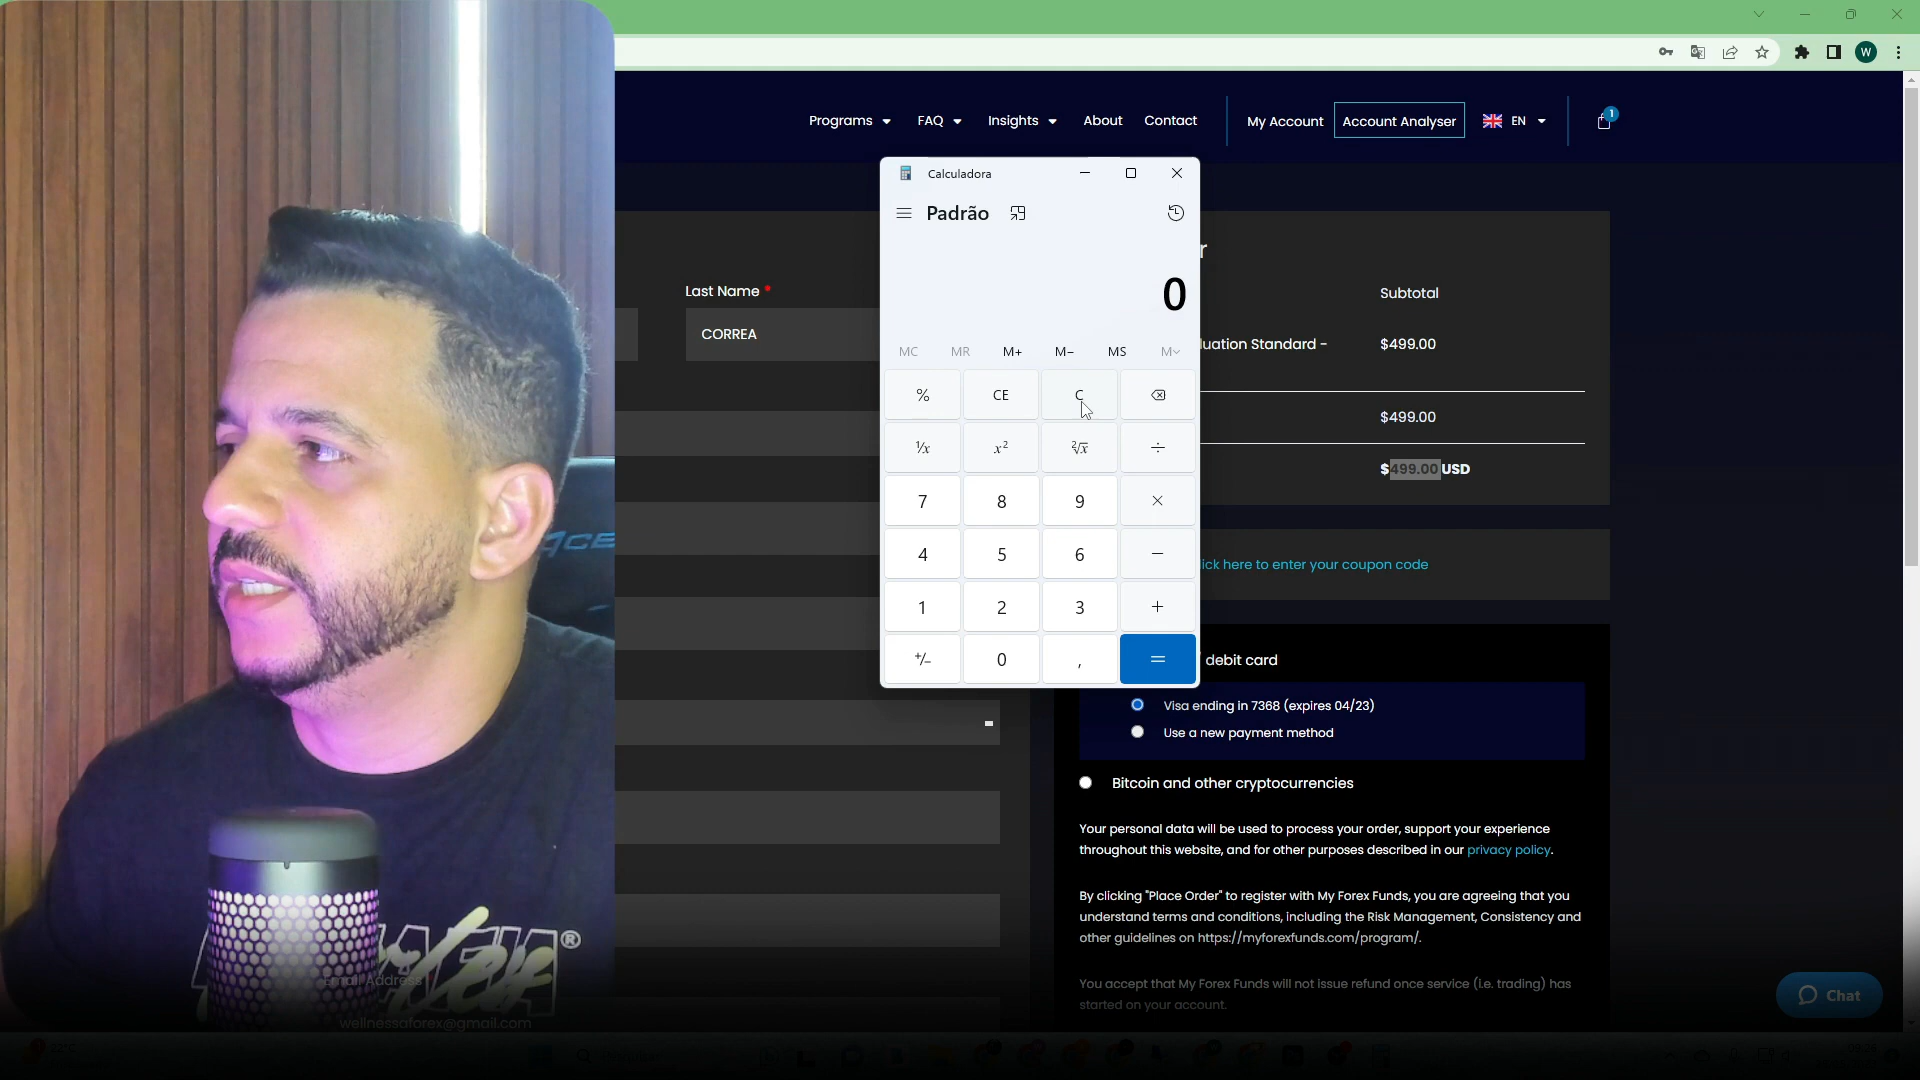 W
Programs
FAQ
Insights
About
Contact
My Account
Account Analyser
EN
1
Calculadora
Padrão
0
MC MR M+ M− MS M
% CE C
¹/x x² ²√x ÷
7 8 9 ×
4 5 6 −
1 2 3 +
+/− 0 , =
Last Name *
CORREA
r
Subtotal
luation Standard -
$499.00
$499.00
$499.00 USD
ick here to enter your coupon code
debit card
Visa ending in 7368 (expires 04/23)
Use a new payment method
Bitcoin and other cryptocurrencies
Your personal data will be used to process your order, support your experience
throughout this website, and for other purposes described in our privacy policy.
By clicking "Place Order" to register with My Forex Funds, you are agreeing that you
understand terms and conditions, including the Risk Management, Consistency and
other guidelines on https://myforexfunds.com/program/.
You accept that My Forex Funds will not issue refund once service (i.e. trading) has
started on your account.
Chat
Email Address
wellnessaforex@gmail.com